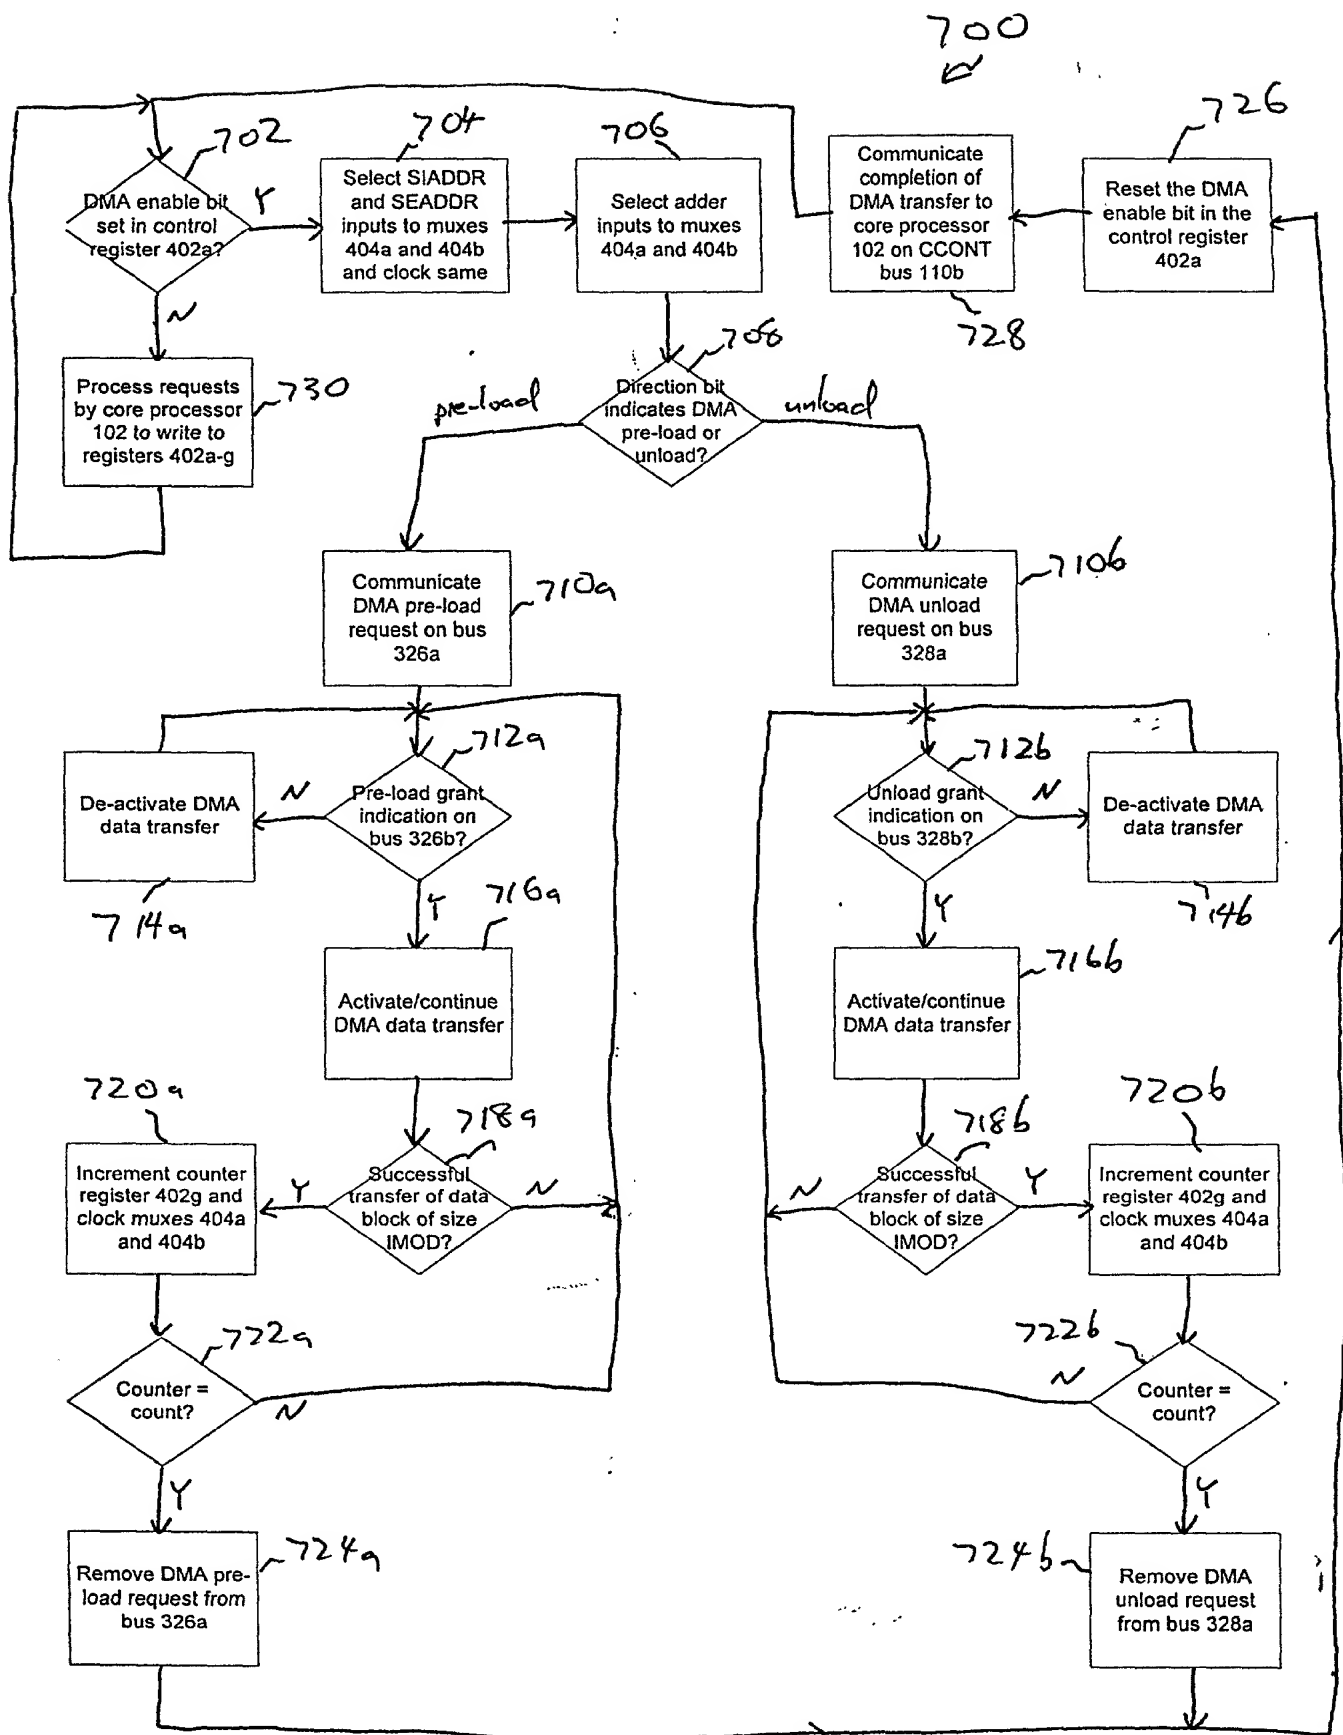 700
702
DMA enable bit
set in control
register 402a?
Y
N
704
Select SIADDR
and SEADDR
inputs to muxes
404a and 404b
and clock same
706
Select adder
inputs to muxes
404a and 404b
Communicate
completion of
DMA transfer to
core processor
102 on CCONT
bus 110b
728
726
Reset the DMA
enable bit in the
control register
402a
730
Process requests
by core processor
102 to write to
registers 402a-g
708
Direction bit
indicates DMA
pre-load or
unload?
pre-load
unload
710a
Communicate
DMA pre-load
request on bus
326a
710b
Communicate
DMA unload
request on bus
328a
712a
Pre-load grant
indication on
bus 326b?
N
Y
De-activate DMA
data transfer
714a
712b
Unload grant
indication on
bus 328b?
N
Y
De-activate DMA
data transfer
714b
716a
Activate/continue
DMA data transfer
716b
Activate/continue
DMA data transfer
720a
Increment counter
register 402g and
clock muxes 404a
and 404b
718a
Successful
transfer of data
block of size
IMOD?
Y
N
718b
Successful
transfer of data
block of size
IMOD?
N
Y
720b
Increment counter
register 402g and
clock muxes 404a
and 404b
722a
Counter =
count?
N
Y
722b
Counter =
count?
N
Y
724a
Remove DMA pre-
load request from
bus 326a
724b
Remove DMA
unload request
from bus 328a